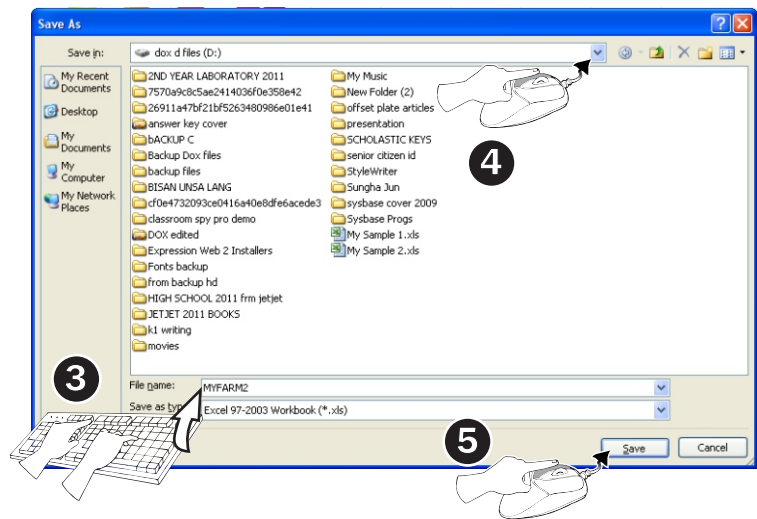 Save As
Save in:
dox d files (D:)
My Recent
Documents
Desktop
My
Documents
My
Computer
My Network
Places
2ND YEAR LABORATORY 2011
7570a9c8c5ae2414036f0e358e42
26911a47bf21bf5263480986e01e41
answer key cover
bACKUP C
Backup Dox files
backup files
BISAN UNSA LANG
cf0e4732093ce0416a40e8dfe6acede3
classroom spy pro demo
DOX edited
Expression Web 2 Installers
Fonts backup
from backup hd
HIGH SCHOOL 2011 frm jetjet
JETJET 2011 BOOKS
k1 writing
movies
My Music
New Folder (2)
offset plate articles
presentation
SCHOLASTIC KEYS
senior citizen id
StyleWriter
Sungha Jun
sysbase cover 2009
Sysbase Progs
My Sample 1.xls
My Sample 2.xls
4
3
File name:
MYFARM2
Save as typ
Excel 97-2003 Workbook (*.xls)
5
Save
Cancel